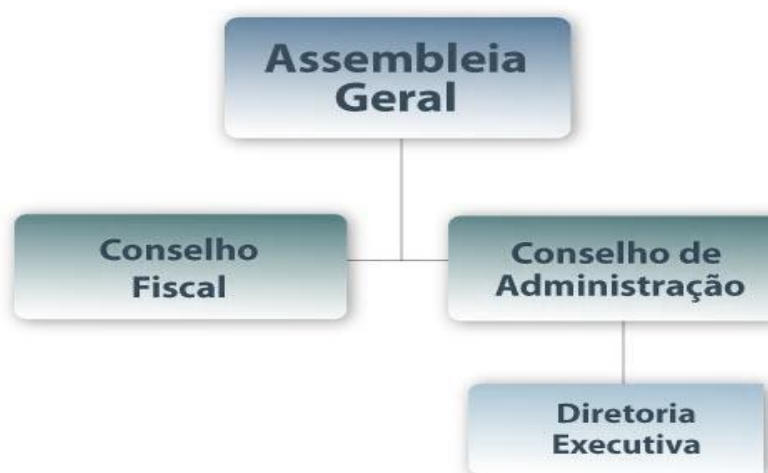 Assembleia
Geral
Conselho
Fiscal
Conselho de
Administração
Diretoria
Executiva